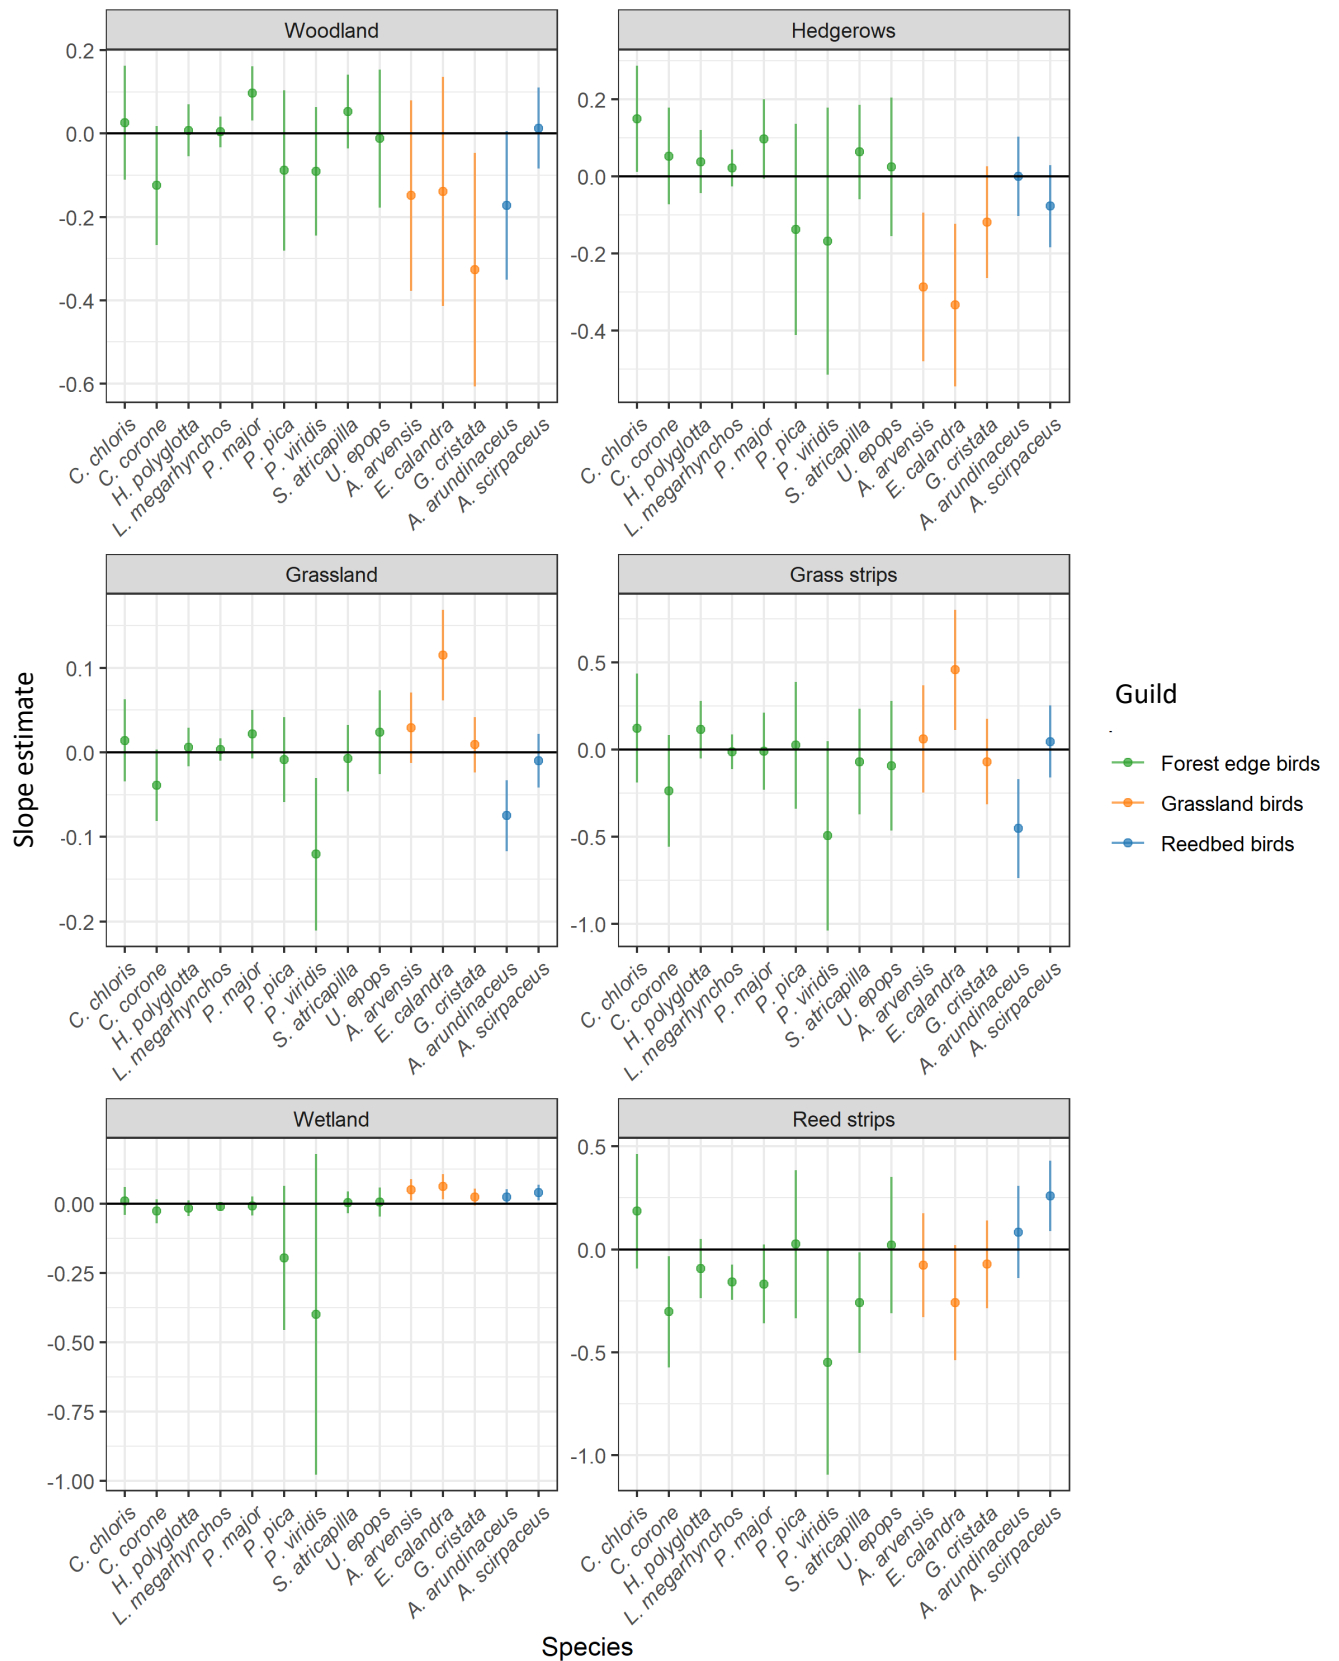 Woodland
0.2
0.0
-0.2
-0.4
-0.6
C. chloris
C. corone
H. polyglotta
L. megarhynchos
P. major
P. pica
P. viridis
S. atricapilla
U. epops
A. arvensis
E. calandra
G. cristata
A. arundinaceus
A. scirpaceus
Hedgerows
0.2
0.0
-0.2
-0.4
C. chloris
C. corone
H. polyglotta
L. megarhynchos
P. major
P. pica
P. viridis
S. atricapilla
U. epops
A. arvensis
E. calandra
G. cristata
A. arundinaceus
A. scirpaceus
Slope estimate
Grassland
0.1
0.0
-0.1
-0.2
C. chloris
C. corone
H. polyglotta
L. megarhynchos
P. major
P. pica
P. viridis
S. atricapilla
U. epops
A. arvensis
E. calandra
G. cristata
A. arundinaceus
A. scirpaceus
Grass strips
0.5
0.0
-0.5
-1.0
C. chloris
C. corone
H. polyglotta
L. megarhynchos
P. major
P. pica
P. viridis
S. atricapilla
U. epops
A. arvensis
E. calandra
G. cristata
A. arundinaceus
A. scirpaceus
Guild
Forest edge birds
Grassland birds
Reedbed birds
Wetland
0.00
-0.25
-0.50
-0.75
-1.00
C. chloris
C. corone
H. polyglotta
L. megarhynchos
P. major
P. pica
P. viridis
S. atricapilla
U. epops
A. arvensis
E. calandra
G. cristata
A. arundinaceus
A. scirpaceus
Reed strips
0.5
0.0
-0.5
-1.0
C. chloris
C. corone
H. polyglotta
L. megarhynchos
P. major
P. pica
P. viridis
S. atricapilla
U. epops
A. arvensis
E. calandra
G. cristata
A. arundinaceus
A. scirpaceus
Species